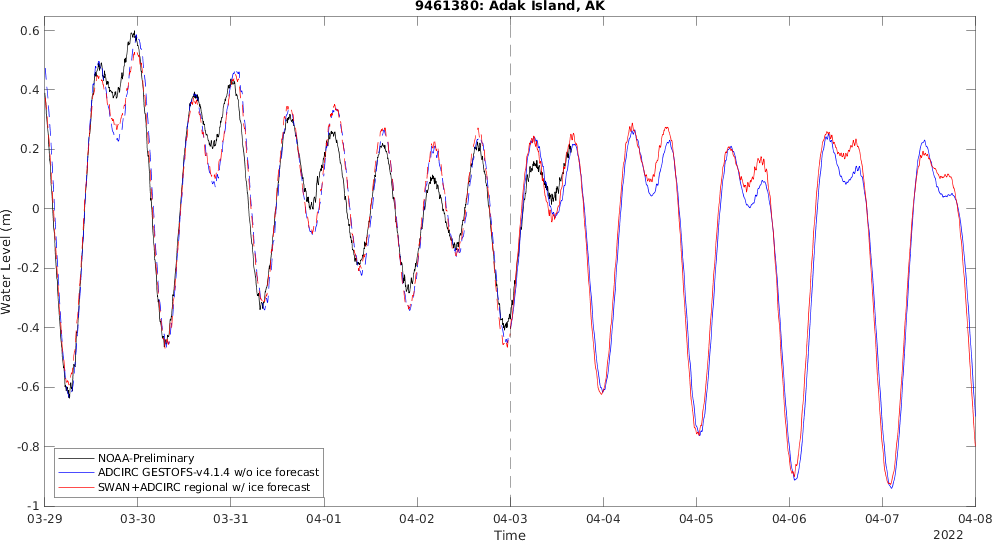 9461380: Adak Island, AK
Water Level (m)
0.6
0.4
0.2
0
-0.2
-0.4
-0.6
-0.8
-1
NOAA-Preliminary
ADCIRC GESTOFS-v4.1.4 w/o ice forecast
SWAN+ADCIRC regional w/ ice forecast
03-29 03-30 03-31 04-01 04-02 04-03 04-04 04-05 04-06 04-07 04-08
Time
2022